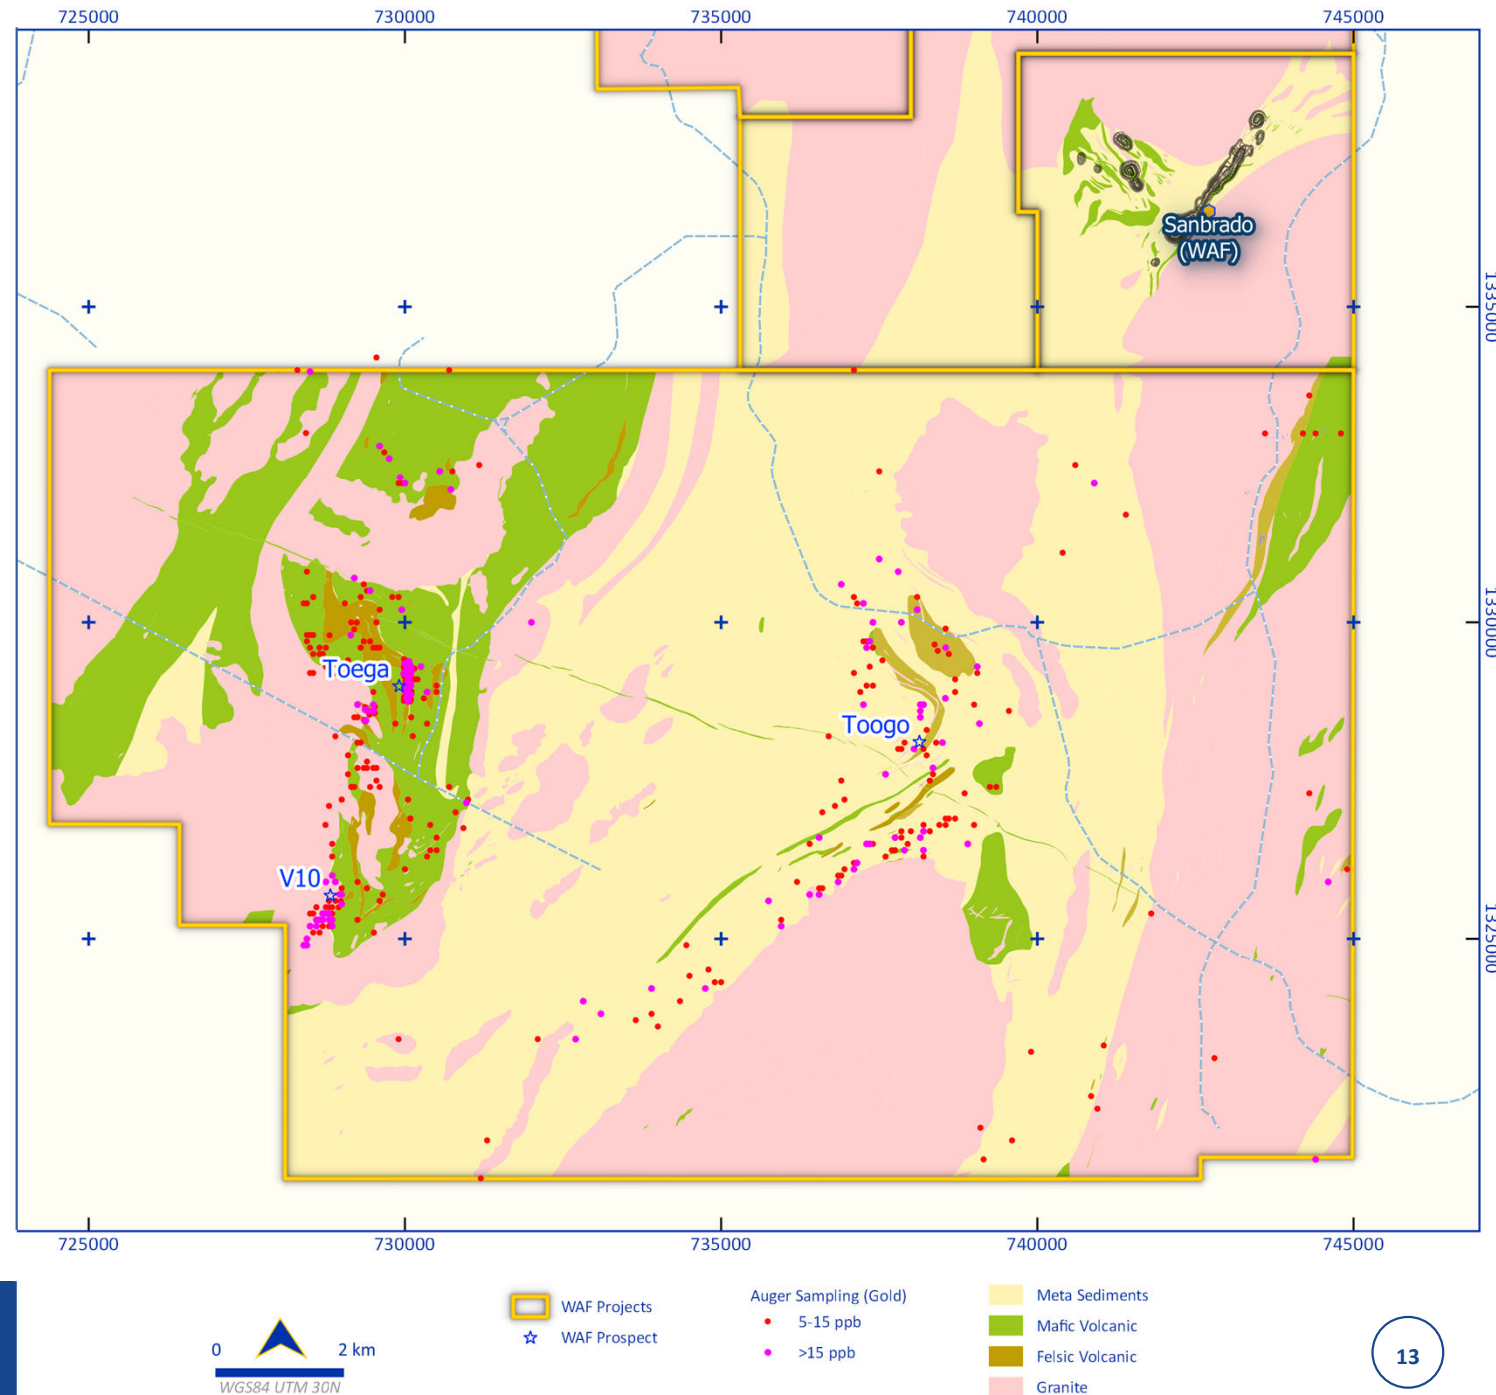 725000 730000 735000 740000 745000
Sanbrado
(WAF)
1335000
1330000
Toega
Toogo
V10
1325000
725000 730000 735000 740000 745000
0 2 km
WGS84 UTM 30N
WAF Projects
WAF Prospect
Auger Sampling (Gold)
5-15 ppb
>15 ppb
Meta Sediments
Mafic Volcanic
Felsic Volcanic
Granite
13